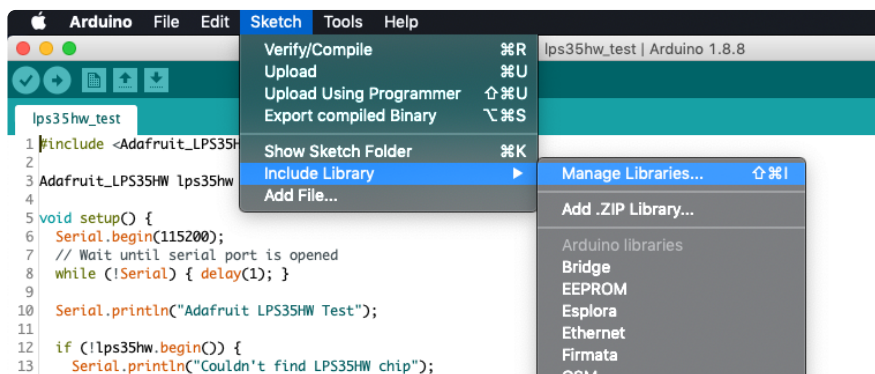 Arduino File Edit Sketch Tools Help
lps35hw_test | Arduino 1.8.8
Verify/Compile ⌘R
Upload ⌘U
Upload Using Programmer ⇧⌘U
Export compiled Binary ⌥⌘S
Show Sketch Folder ⌘K
Include Library ▶
Add File...
Manage Libraries... ⇧⌘I
Add .ZIP Library...
Arduino libraries
Bridge
EEPROM
Esplora
Ethernet
Firmata
lps35hw_test
1 #include <Adafruit_LPS35H
2
3 Adafruit_LPS35HW lps35hw
4
5 void setup() {
6 Serial.begin(115200);
7 // Wait until serial port is opened
8 while (!Serial) { delay(1); }
9
10 Serial.println("Adafruit LPS35HW Test");
11
12 if (!lps35hw.begin()) {
13 Serial.println("Couldn't find LPS35HW chip");